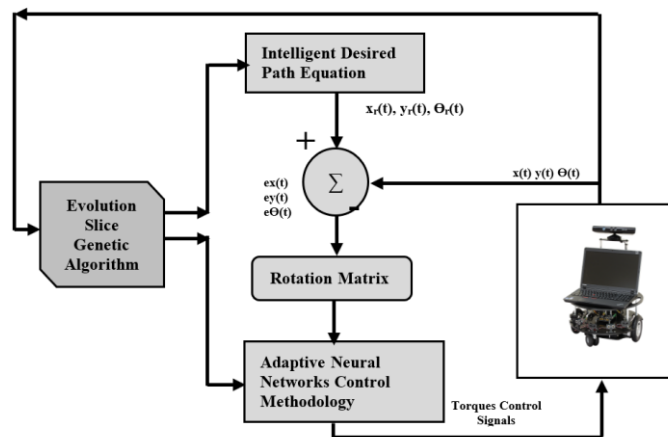 Intelligent Desired
Path Equation
xr(t), yr(t), Θr(t)
+
Σ
-
ex(t)
ey(t)
eΘ(t)
x(t) y(t) Θ(t)
Evolution
Slice
Genetic
Algorithm
Rotation Matrix
Adaptive Neural
Networks Control
Methodology
Torques Control
Signals